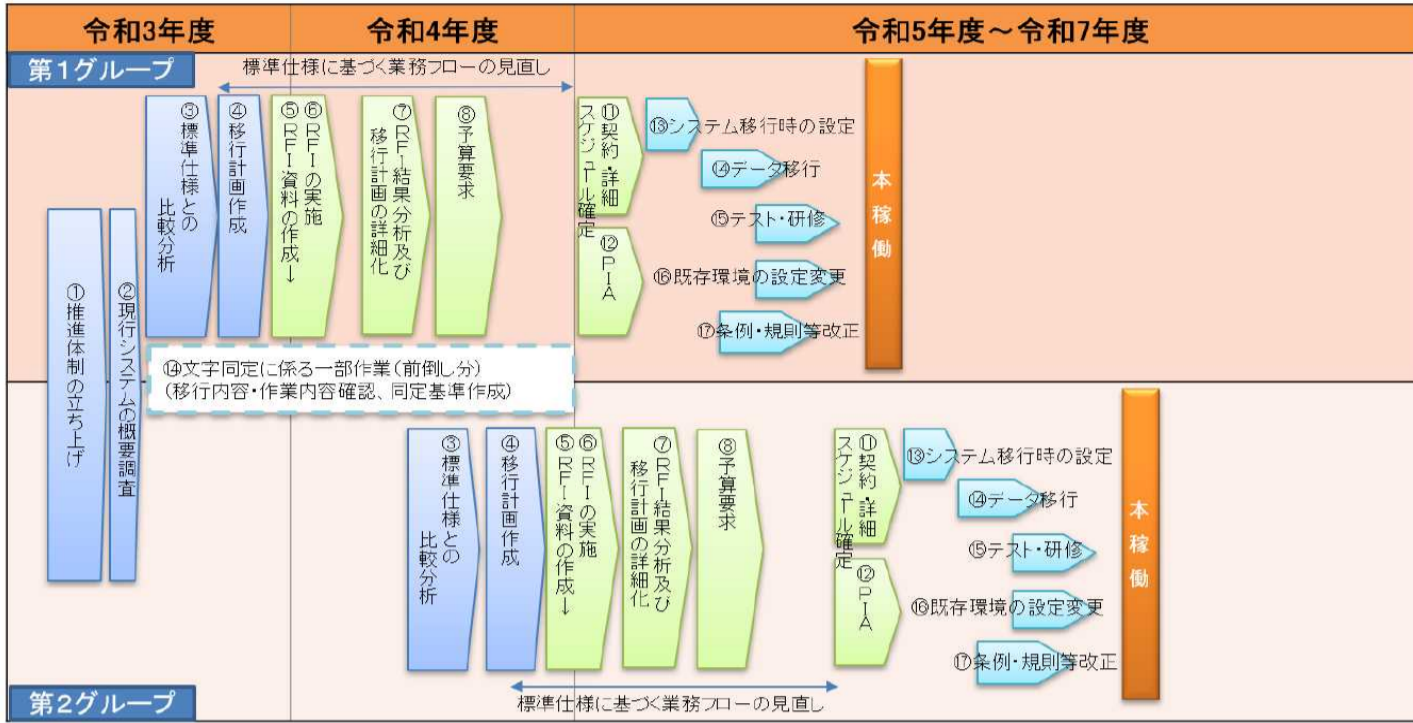 令和3年度
令和4年度
令和5年度～令和7年度
第1グループ
標準仕様に基づく業務フローの見直し
①推進体制の立ち上げ
②現行システムの概要調査
③標準仕様との
比較分析
④移行計画作成
⑤RFI資料の作成→
⑥RFIの実施
⑦RFI結果分析及び
移行計画の詳細化
⑧予算要求
⑪契約・詳細
スケジュール確定
⑫PIA
⑬システム移行時の設定
⑭データ移行
⑮テスト・研修
⑯既存環境の設定変更
⑰条例・規則等改正
本稼働
⑭文字同定に係る一部作業(前倒し分)
(移行内容・作業内容確認、同定基準作成)
③標準仕様との
比較分析
④移行計画作成
⑤RFI資料の作成→
⑥RFIの実施
⑦RFI結果分析及び
移行計画の詳細化
⑧予算要求
⑪契約・詳細
スケジュール確定
⑫PIA
⑬システム移行時の設定
⑭データ移行
⑮テスト・研修
⑯既存環境の設定変更
⑰条例・規則等改正
本稼働
第2グループ
標準仕様に基づく業務フローの見直し